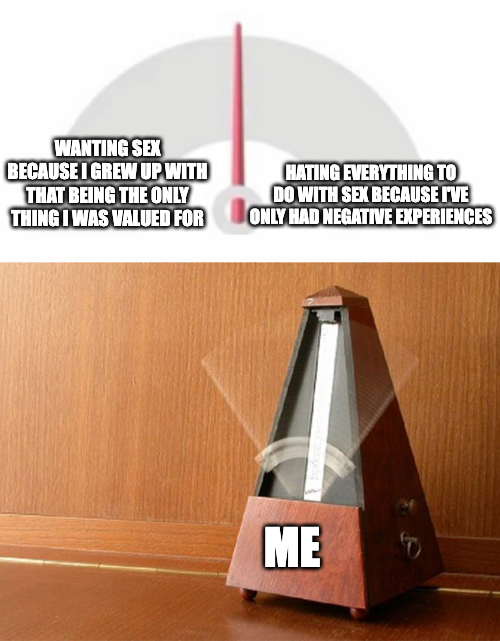 WANTING SEX
BECAUSE I GREW UP WITH
THAT BEING THE ONLY
THING I WAS VALUED FOR
HATING EVERYTHING TO
DO WITH SEX BECAUSE I'VE
ONLY HAD NEGATIVE EXPERIENCES
ME